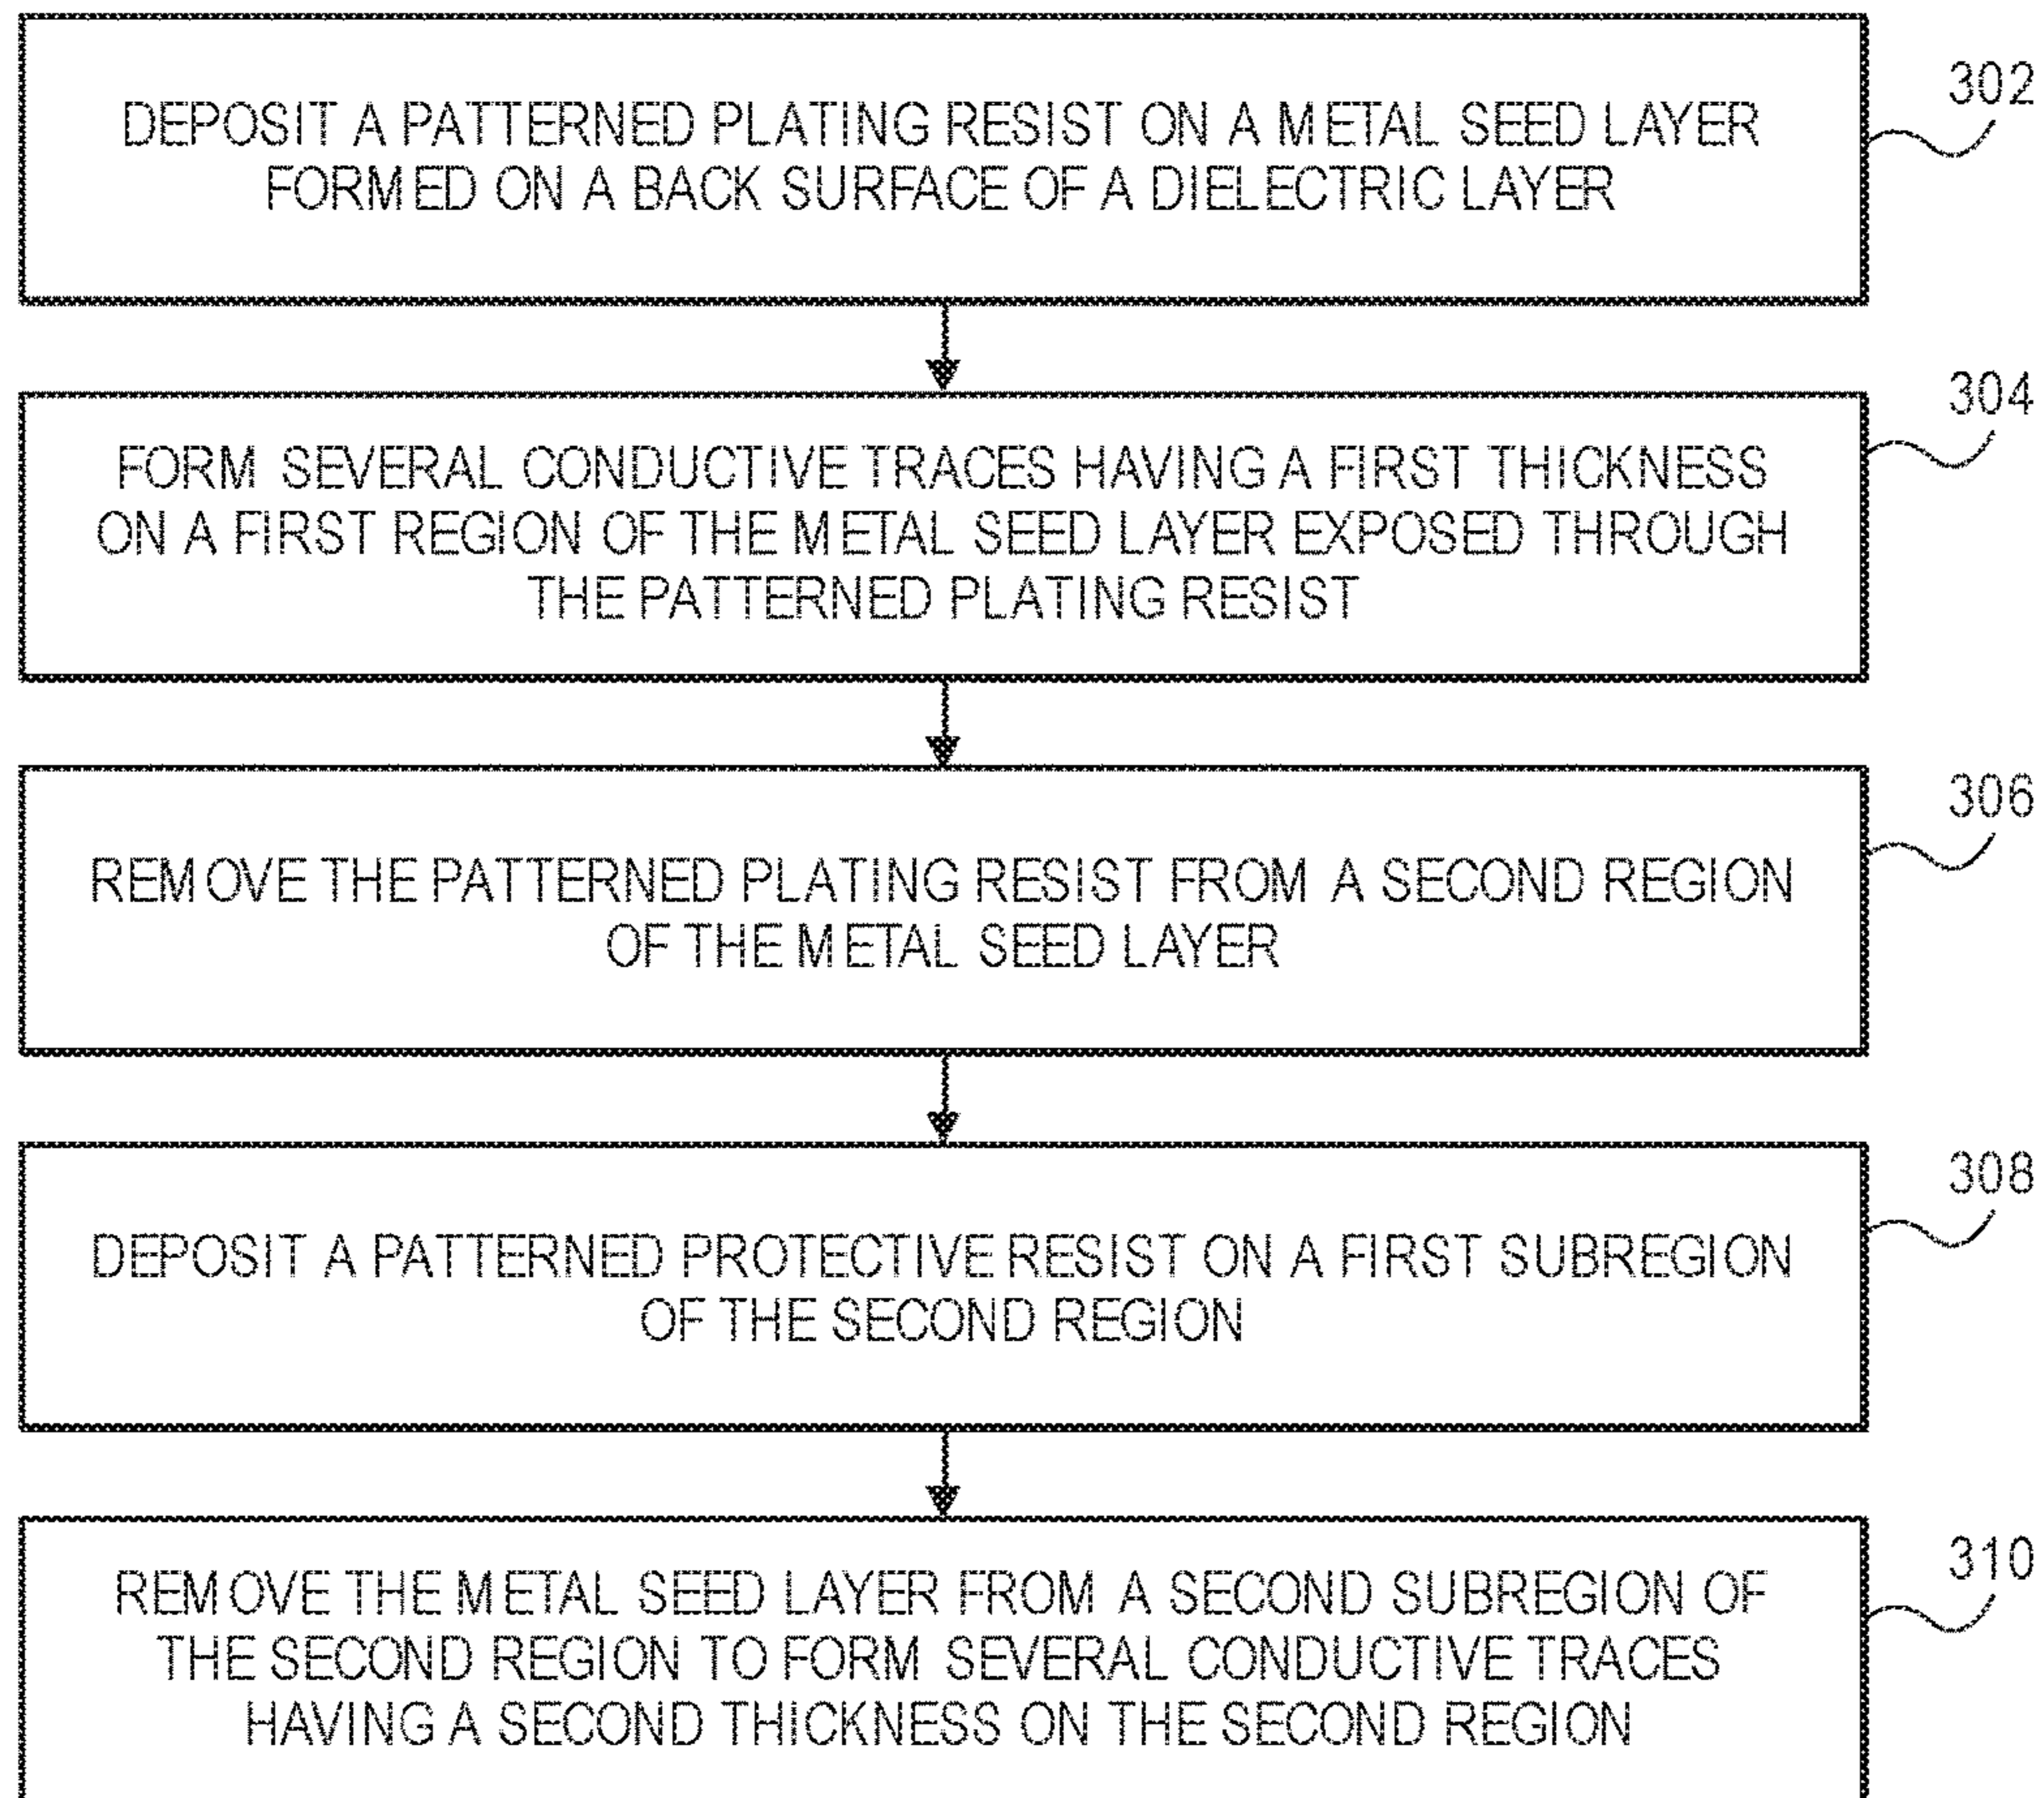 302
DEPOSIT A PATTERNED PLATING RESIST ON A METAL SEED LAYER
FORMED ON A BACK SURFACE OF A DIELECTRIC LAYER
304
FORM SEVERAL CONDUCTIVE TRACES HAVING A FIRST THICKNESS
ON A FIRST REGION OF THE METAL SEED LAYER EXPOSED THROUGH
THE PATTERNED PLATING RESIST
306
REMOVE THE PATTERNED PLATING RESIST FROM A SECOND REGION
OF THE METAL SEED LAYER
308
DEPOSIT A PATTERNED PROTECTIVE RESIST ON A FIRST SUBREGION
OF THE SECOND REGION
310
REMOVE THE METAL SEED LAYER FROM A SECOND SUBREGION OF
THE SECOND REGION TO FORM SEVERAL CONDUCTIVE TRACES
HAVING A SECOND THICKNESS ON THE SECOND REGION